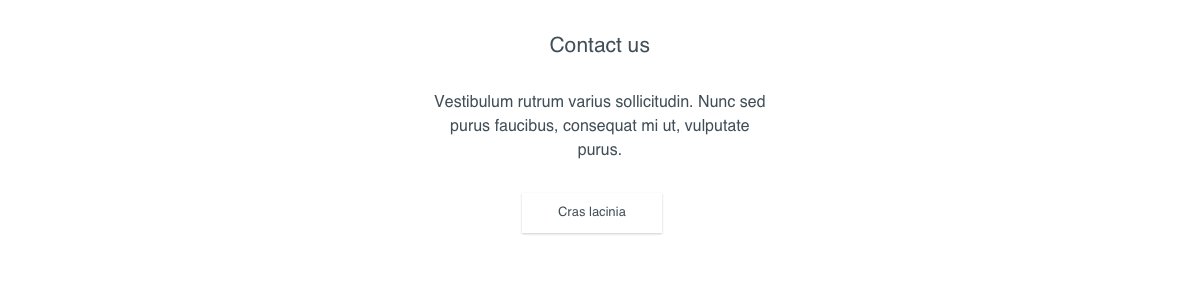 Contact us
Vestibulum rutrum varius sollicitudin. Nunc sed
purus faucibus, consequat mi ut, vulputate
purus.
Cras lacinia